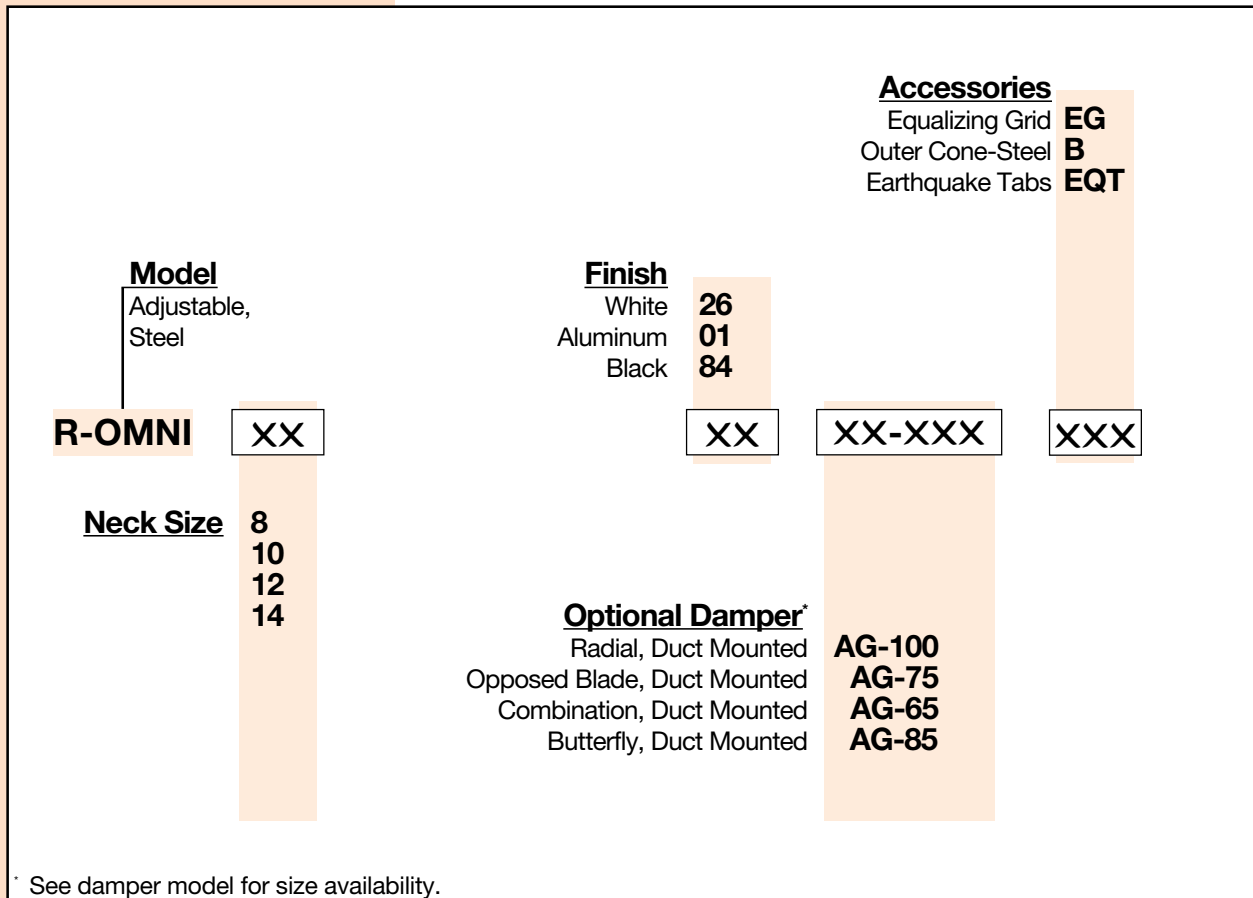 Accessories
Equalizing Grid EG
Outer Cone-Steel B
Earthquake Tabs EQT
Model
Adjustable,
Steel
Finish
White 26
Aluminum 01
Black 84
R-OMNI XX XX XX-XXX XXX
Neck Size 8
10
12
14
Optional Damper*
Radial, Duct Mounted AG-100
Opposed Blade, Duct Mounted AG-75
Combination, Duct Mounted AG-65
Butterfly, Duct Mounted AG-85
* See damper model for size availability.